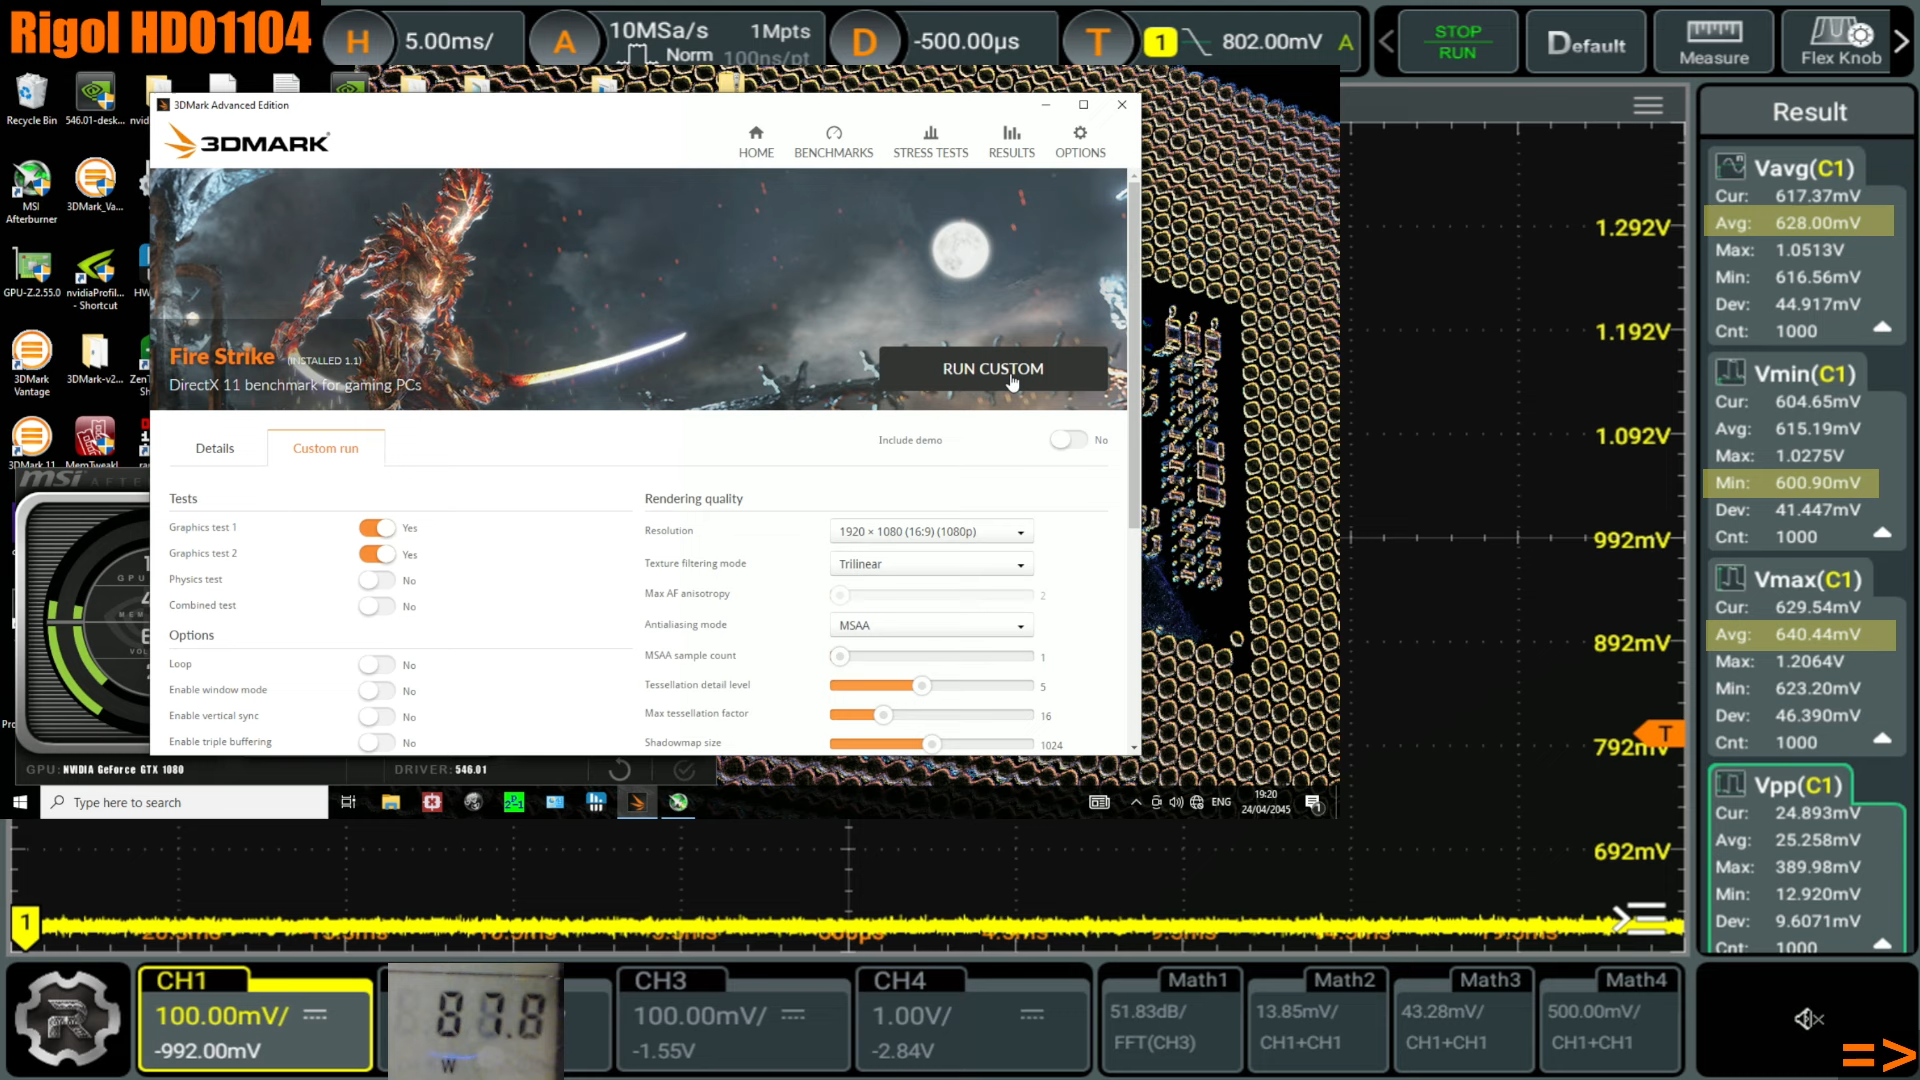 Rigol HDO1104
H
5.00ms/
A
10MSa/s
Norm
1Mpts
100ns/pt
D
-500.00µs
T
1
802.00mV
A
STOP
RUN
Default
Measure
Flex Knob
Recycle Bin
546.01-desk...
3DMark Advanced Edition
3DMARK
HOME
BENCHMARKS
STRESS TESTS
RESULTS
OPTIONS
MSI
Afterburner
3DMark_Va...
GPU-Z.2.55.0
nvidiaProfil...
- Shortcut
3DMark
Vantage
3DMark-v2...
3DMark 11
Fire Strike (INSTALLED 1.1)
DirectX 11 benchmark for gaming PCs
RUN CUSTOM
Details
Custom run
Include demo
No
Tests
Graphics test 1
Yes
Graphics test 2
Yes
Physics test
No
Combined test
No
Options
Loop
No
Enable window mode
No
Enable vertical sync
No
Enable triple buffering
No
Rendering quality
Resolution
1920 × 1080 (16:9) (1080p)
Texture filtering mode
Trilinear
Max AF anisotropy
2
Antialiasing mode
MSAA
MSAA sample count
1
Tessellation detail level
5
Max tessellation factor
16
Shadowmap size
1024
msi
GPU: NVIDIA GeForce GTX 1080
DRIVER: 546.01
Type here to search
ENG
19:20
24/04/2045
1.292V
1.192V
1.092V
992mV
892mV
792mV
692mV
T
Result
Vavg(C1)
Cur: 617.37mV
Avg: 628.00mV
Max: 1.0513V
Min: 616.56mV
Dev: 44.917mV
Cnt: 1000
Vmin(C1)
Cur: 604.65mV
Avg: 615.19mV
Max: 1.0275V
Min: 600.90mV
Dev: 41.447mV
Cnt: 1000
Vmax(C1)
Cur: 629.54mV
Avg: 640.44mV
Max: 1.2064V
Min: 623.20mV
Dev: 46.390mV
Cnt: 1000
Vpp(C1)
Cur: 24.893mV
Avg: 25.258mV
Max: 389.98mV
Min: 12.920mV
Dev: 9.6071mV
Cnt: 1000
1
CH1
100.00mV/
-992.00mV
87.8
W
CH3
100.00mV/
-1.55V
CH4
1.00V/
-2.84V
Math1
51.83dB/
FFT(CH3)
Math2
13.85mV/
CH1+CH1
Math3
43.28mV/
CH1+CH1
Math4
500.00mV/
CH1+CH1
=>